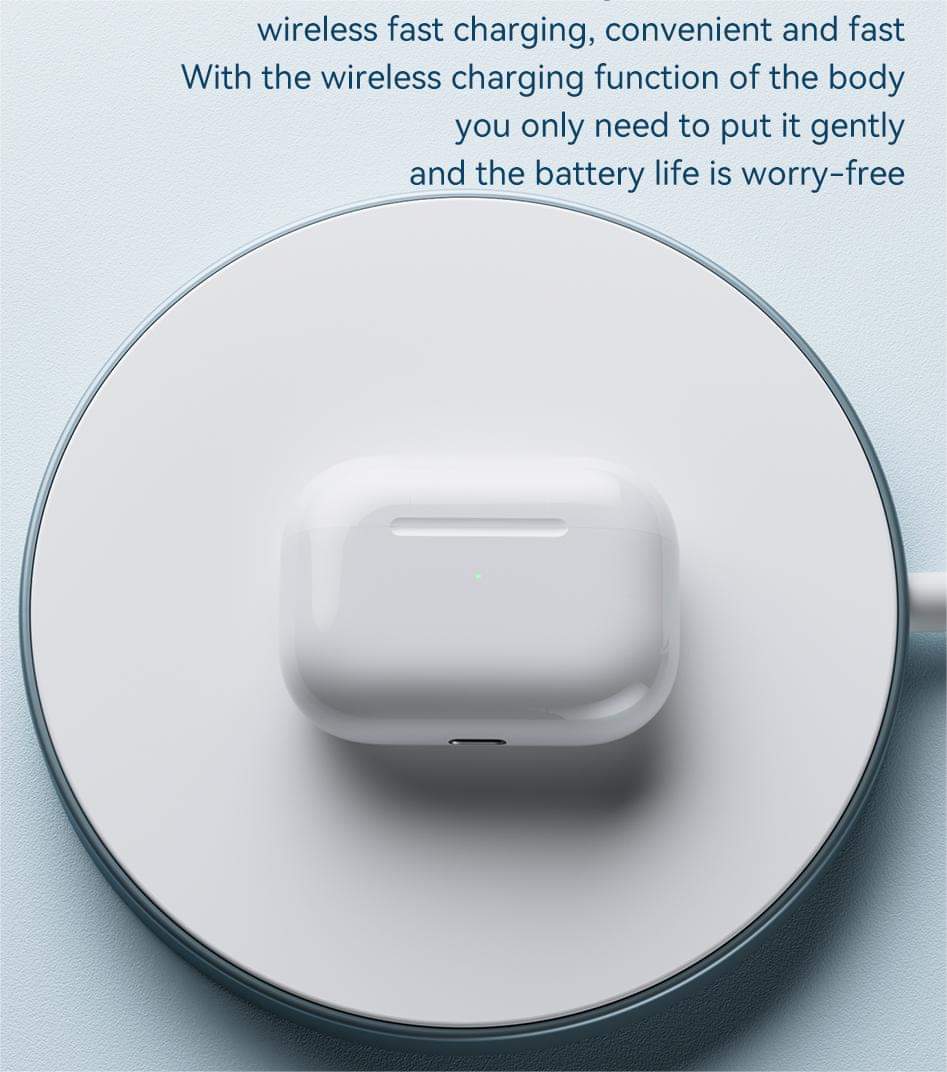 wireless fast charging, convenient and fast
With the wireless charging function of the body
you only need to put it gently
and the battery life is worry-free